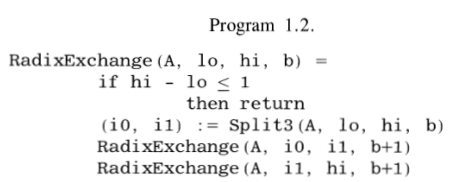 Program 1.2.
RadixExchange(A, lo, hi, b) =
if hi - lo ≤ 1
then return
(i0, i1) := Split3(A, lo, hi, b)
RadixExchange(A, i0, i1, b+1)
RadixExchange(A, i1, hi, b+1)